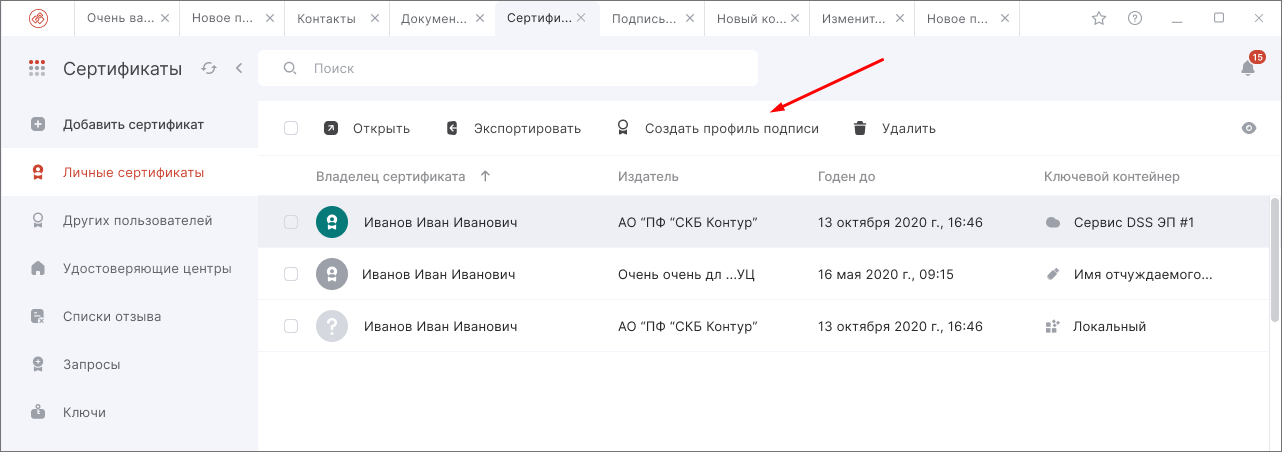 Очень ва... Новое п... Контакты Докумен... Сертифи... Подпись... Новый ко... Изменит... Новое п...
Сертификаты Поиск 15
Добавить сертификат
Открыть Экспортировать Создать профиль подписи Удалить
Личные сертификаты
Владелец сертификата Издатель Годен до Ключевой контейнер
Других пользователей
Иванов Иван Иванович АО “ПФ “СКБ Контур” 13 октября 2020 г., 16:46 Сервис DSS ЭП #1
Удостоверяющие центры
Иванов Иван Иванович Очень очень дл ...УЦ 16 мая 2020 г., 09:15 Имя отчуждаемого...
Списки отзыва
Иванов Иван Иванович АО “ПФ “СКБ Контур” 13 октября 2020 г., 16:46 Локальный
Запросы
Ключи